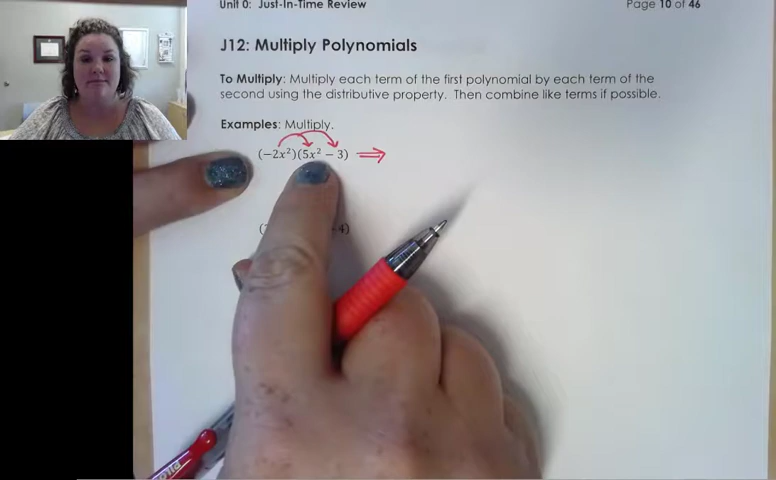 Unit 0: Just-In-Time Review
Page 10 of 46
J12: Multiply Polynomials
To Multiply: Multiply each term of the first polynomial by each term of the
second using the distributive property. Then combine like terms if possible.
Examples: Multiply.
(−2x²)(5x² − 3) ⇒
( 4)